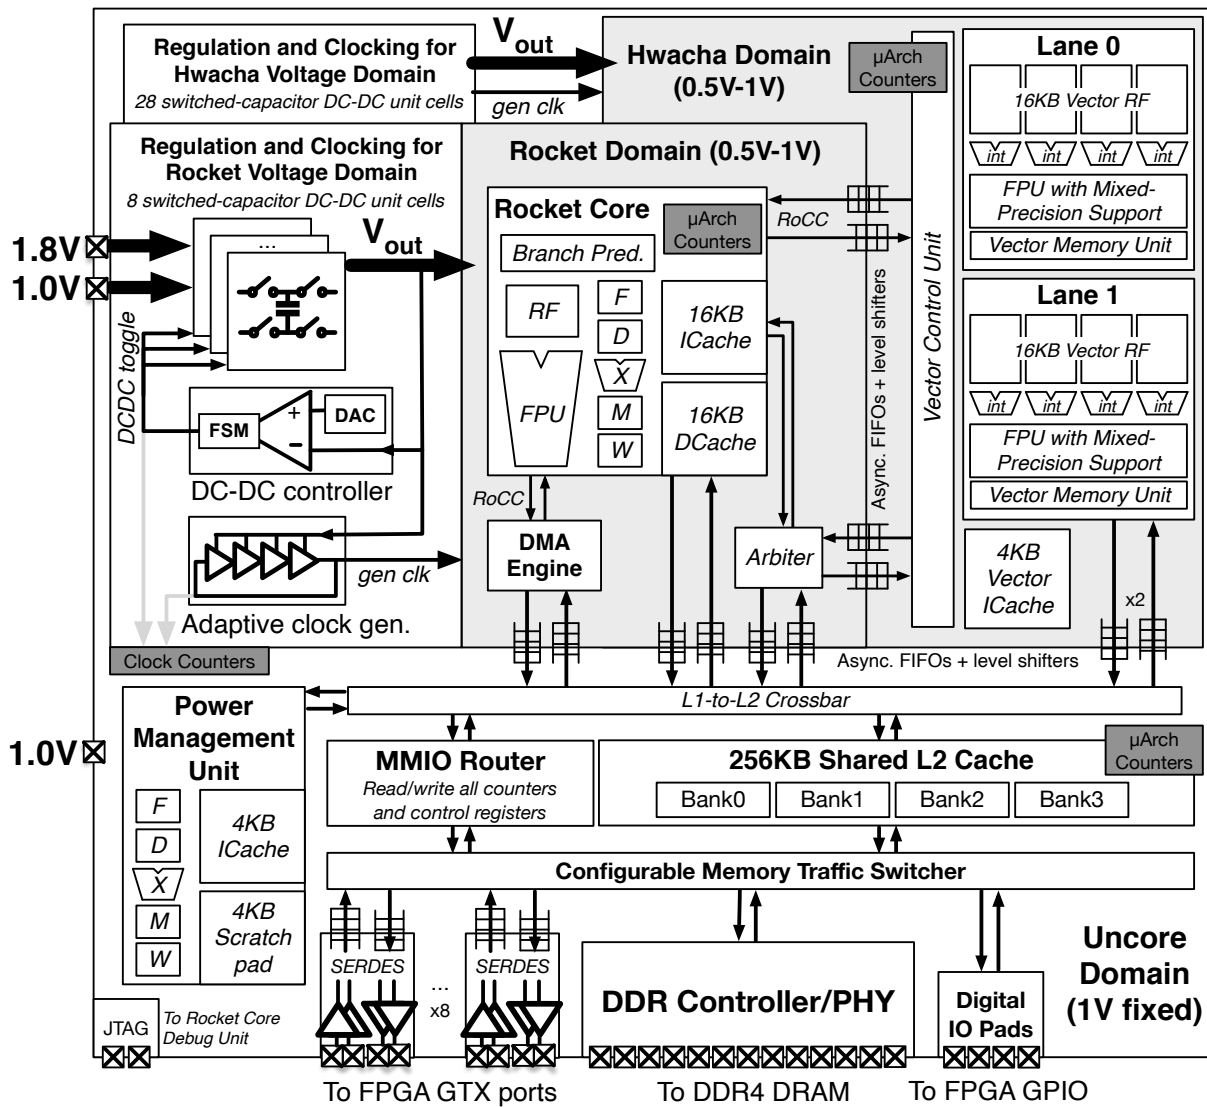 Regulation and Clocking for
Hwacha Voltage Domain
28 switched-capacitor DC-DC unit cells
Vout
gen clk
Hwacha Domain
(0.5V-1V)
µArch
Counters
Lane 0
16KB Vector RF
int
int
int
int
FPU with Mixed-
Precision Support
Vector Memory Unit
Regulation and Clocking for
Rocket Voltage Domain
8 switched-capacitor DC-DC unit cells
1.8V
1.0V
...
Vout
DCDC toggle
FSM
+
−
DAC
DC-DC controller
gen clk
Adaptive clock gen.
Clock Counters
Rocket Domain (0.5V-1V)
Rocket Core
µArch
Counters
Branch Pred.
RF
FPU
F
D
X
M
W
16KB
ICache
16KB
DCache
RoCC
RoCC
DMA
Engine
Arbiter
Async. FIFOs + level shifters
Vector Control Unit
Lane 1
16KB Vector RF
int
int
int
int
FPU with Mixed-
Precision Support
Vector Memory Unit
4KB
Vector
ICache
x2
Async. FIFOs + level shifters
L1-to-L2 Crossbar
1.0V
Power
Management
Unit
F
D
X
M
W
4KB
ICache
4KB
Scratch
pad
MMIO Router
Read/write all counters
and control registers
256KB Shared L2 Cache
µArch
Counters
Bank0
Bank1
Bank2
Bank3
Configurable Memory Traffic Switcher
SERDES
...
x8
SERDES
DDR Controller/PHY
Digital
IO Pads
Uncore
Domain
(1V fixed)
JTAG
To Rocket Core
Debug Unit
To FPGA GTX ports
To DDR4 DRAM
To FPGA GPIO